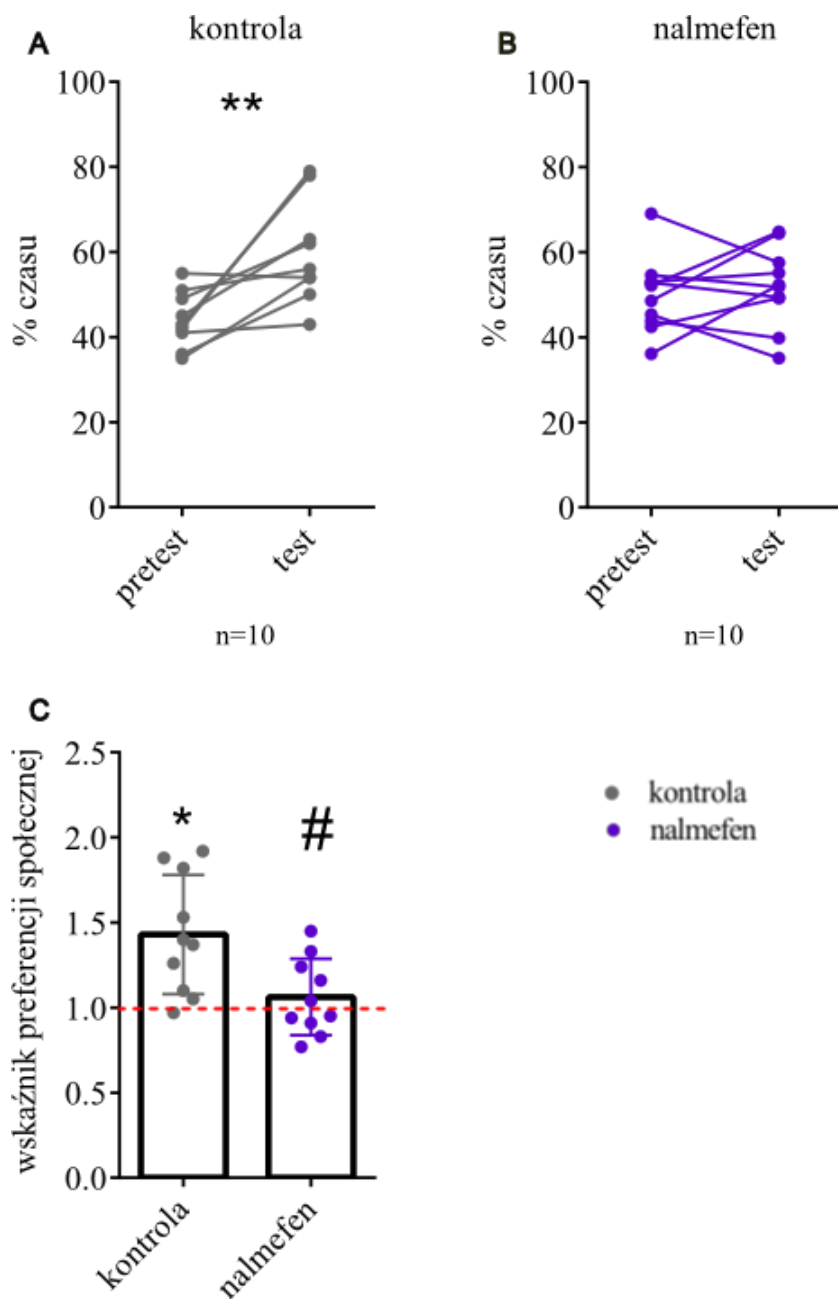 A
kontrola
**
% czasu
100
80
60
40
20
0
pretest
test
n=10
B
nalmefen
% czasu
100
80
60
40
20
0
pretest
test
n=10
C
wskaźnik preferencji społecznej
2.5
2.0
1.5
1.0
0.5
0.0
*
#
kontrola
nalmefen
kontrola
nalmefen